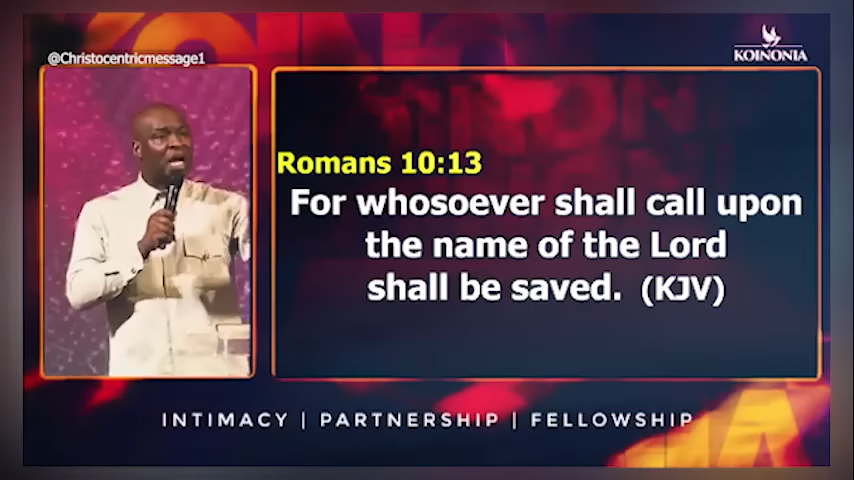 @Christocentricmessage1
KOINONIA
Romans 10:13
For whosoever shall call upon
the name of the Lord
shall be saved. (KJV)
INTIMACY | PARTNERSHIP | FELLOWSHIP